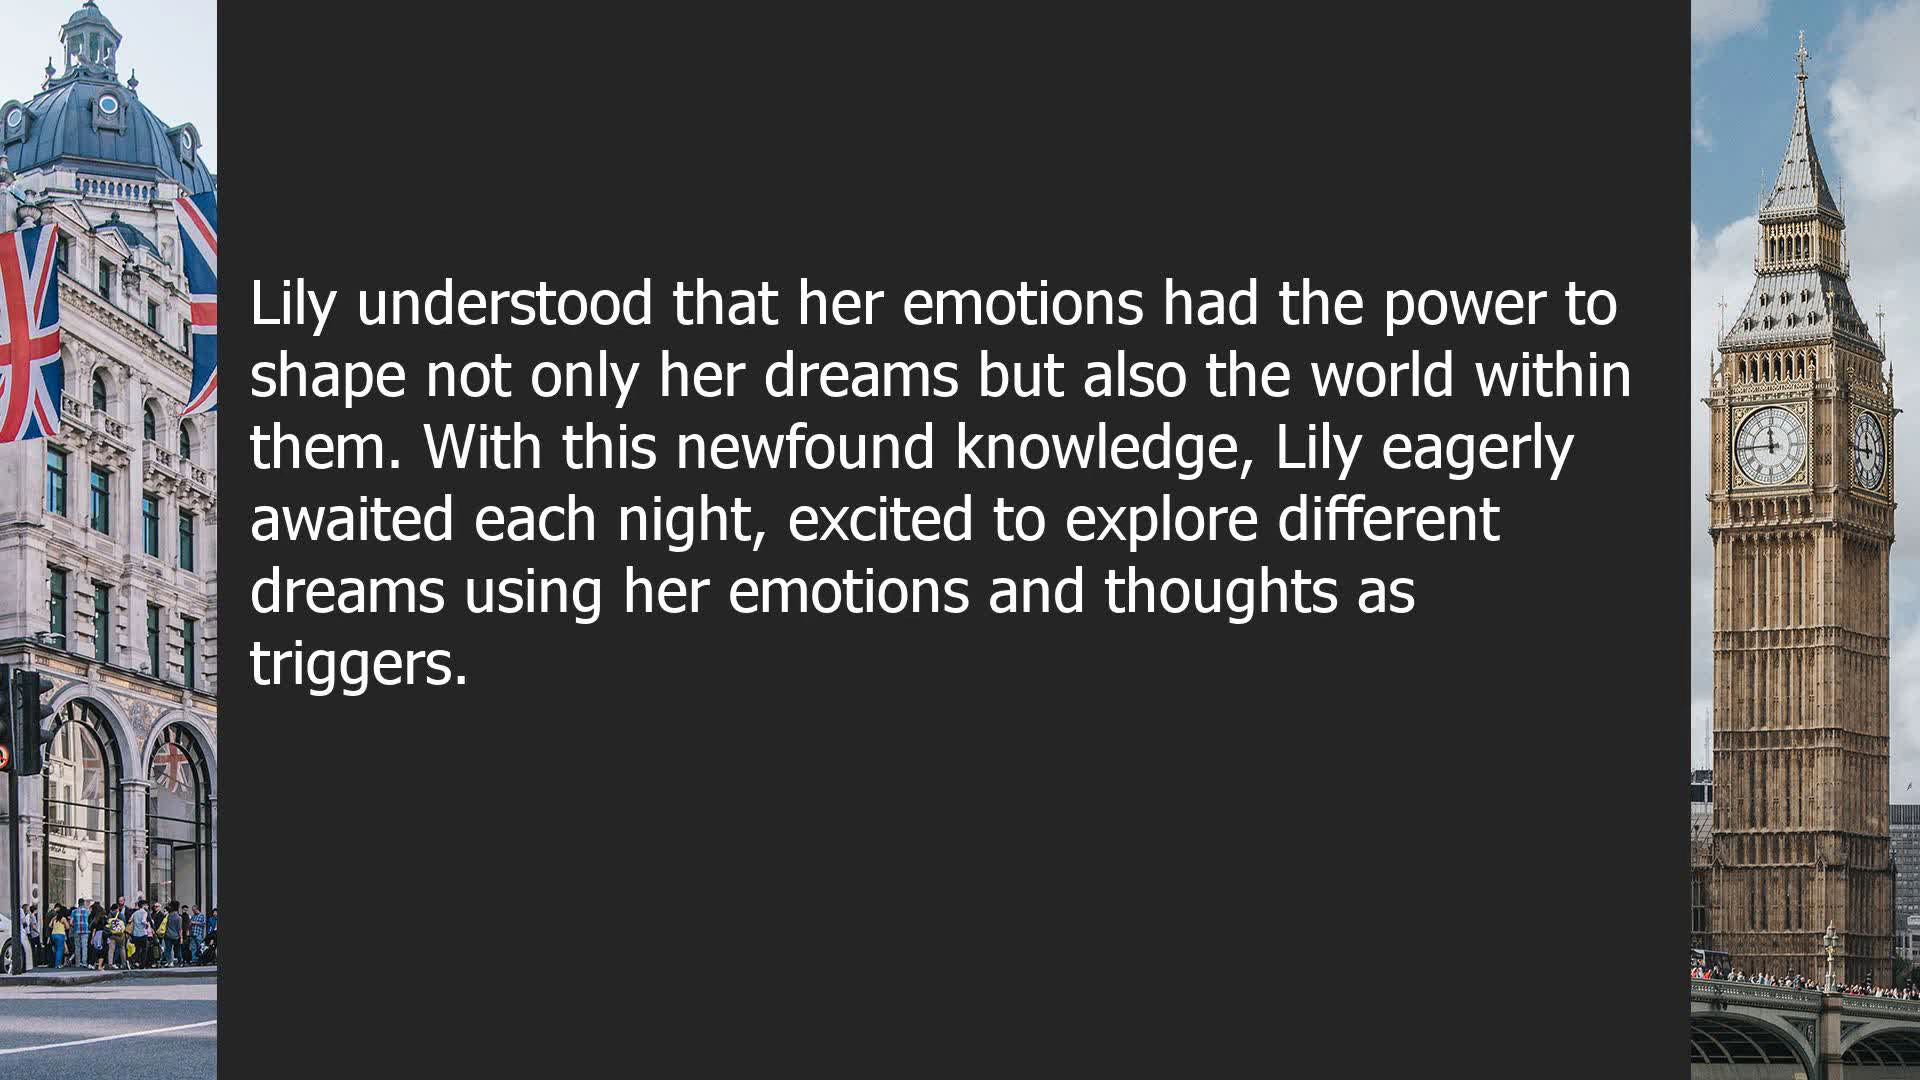 Lily understood that her emotions had the power to
shape not only her dreams but also the world within
them. With this newfound knowledge, Lily eagerly
awaited each night, excited to explore different
dreams using her emotions and thoughts as
triggers.